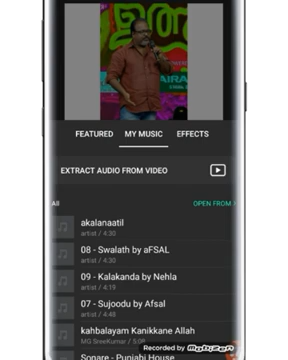 FEATURED MY MUSIC EFFECTS
EXTRACT AUDIO FROM VIDEO
All OPEN FROM
akalanaatil
artist / 4:30
08 - Swalath by aFSAL
artist / 4:30
09 - Kalakanda by Nehla
artist / 4:19
07 - Sujoodu by Afsal
artist / 4:48
kahbalayam Kanikkane Allah
MG SreeKumar / 5:08
Recorded by
Sonare - Punjabi House